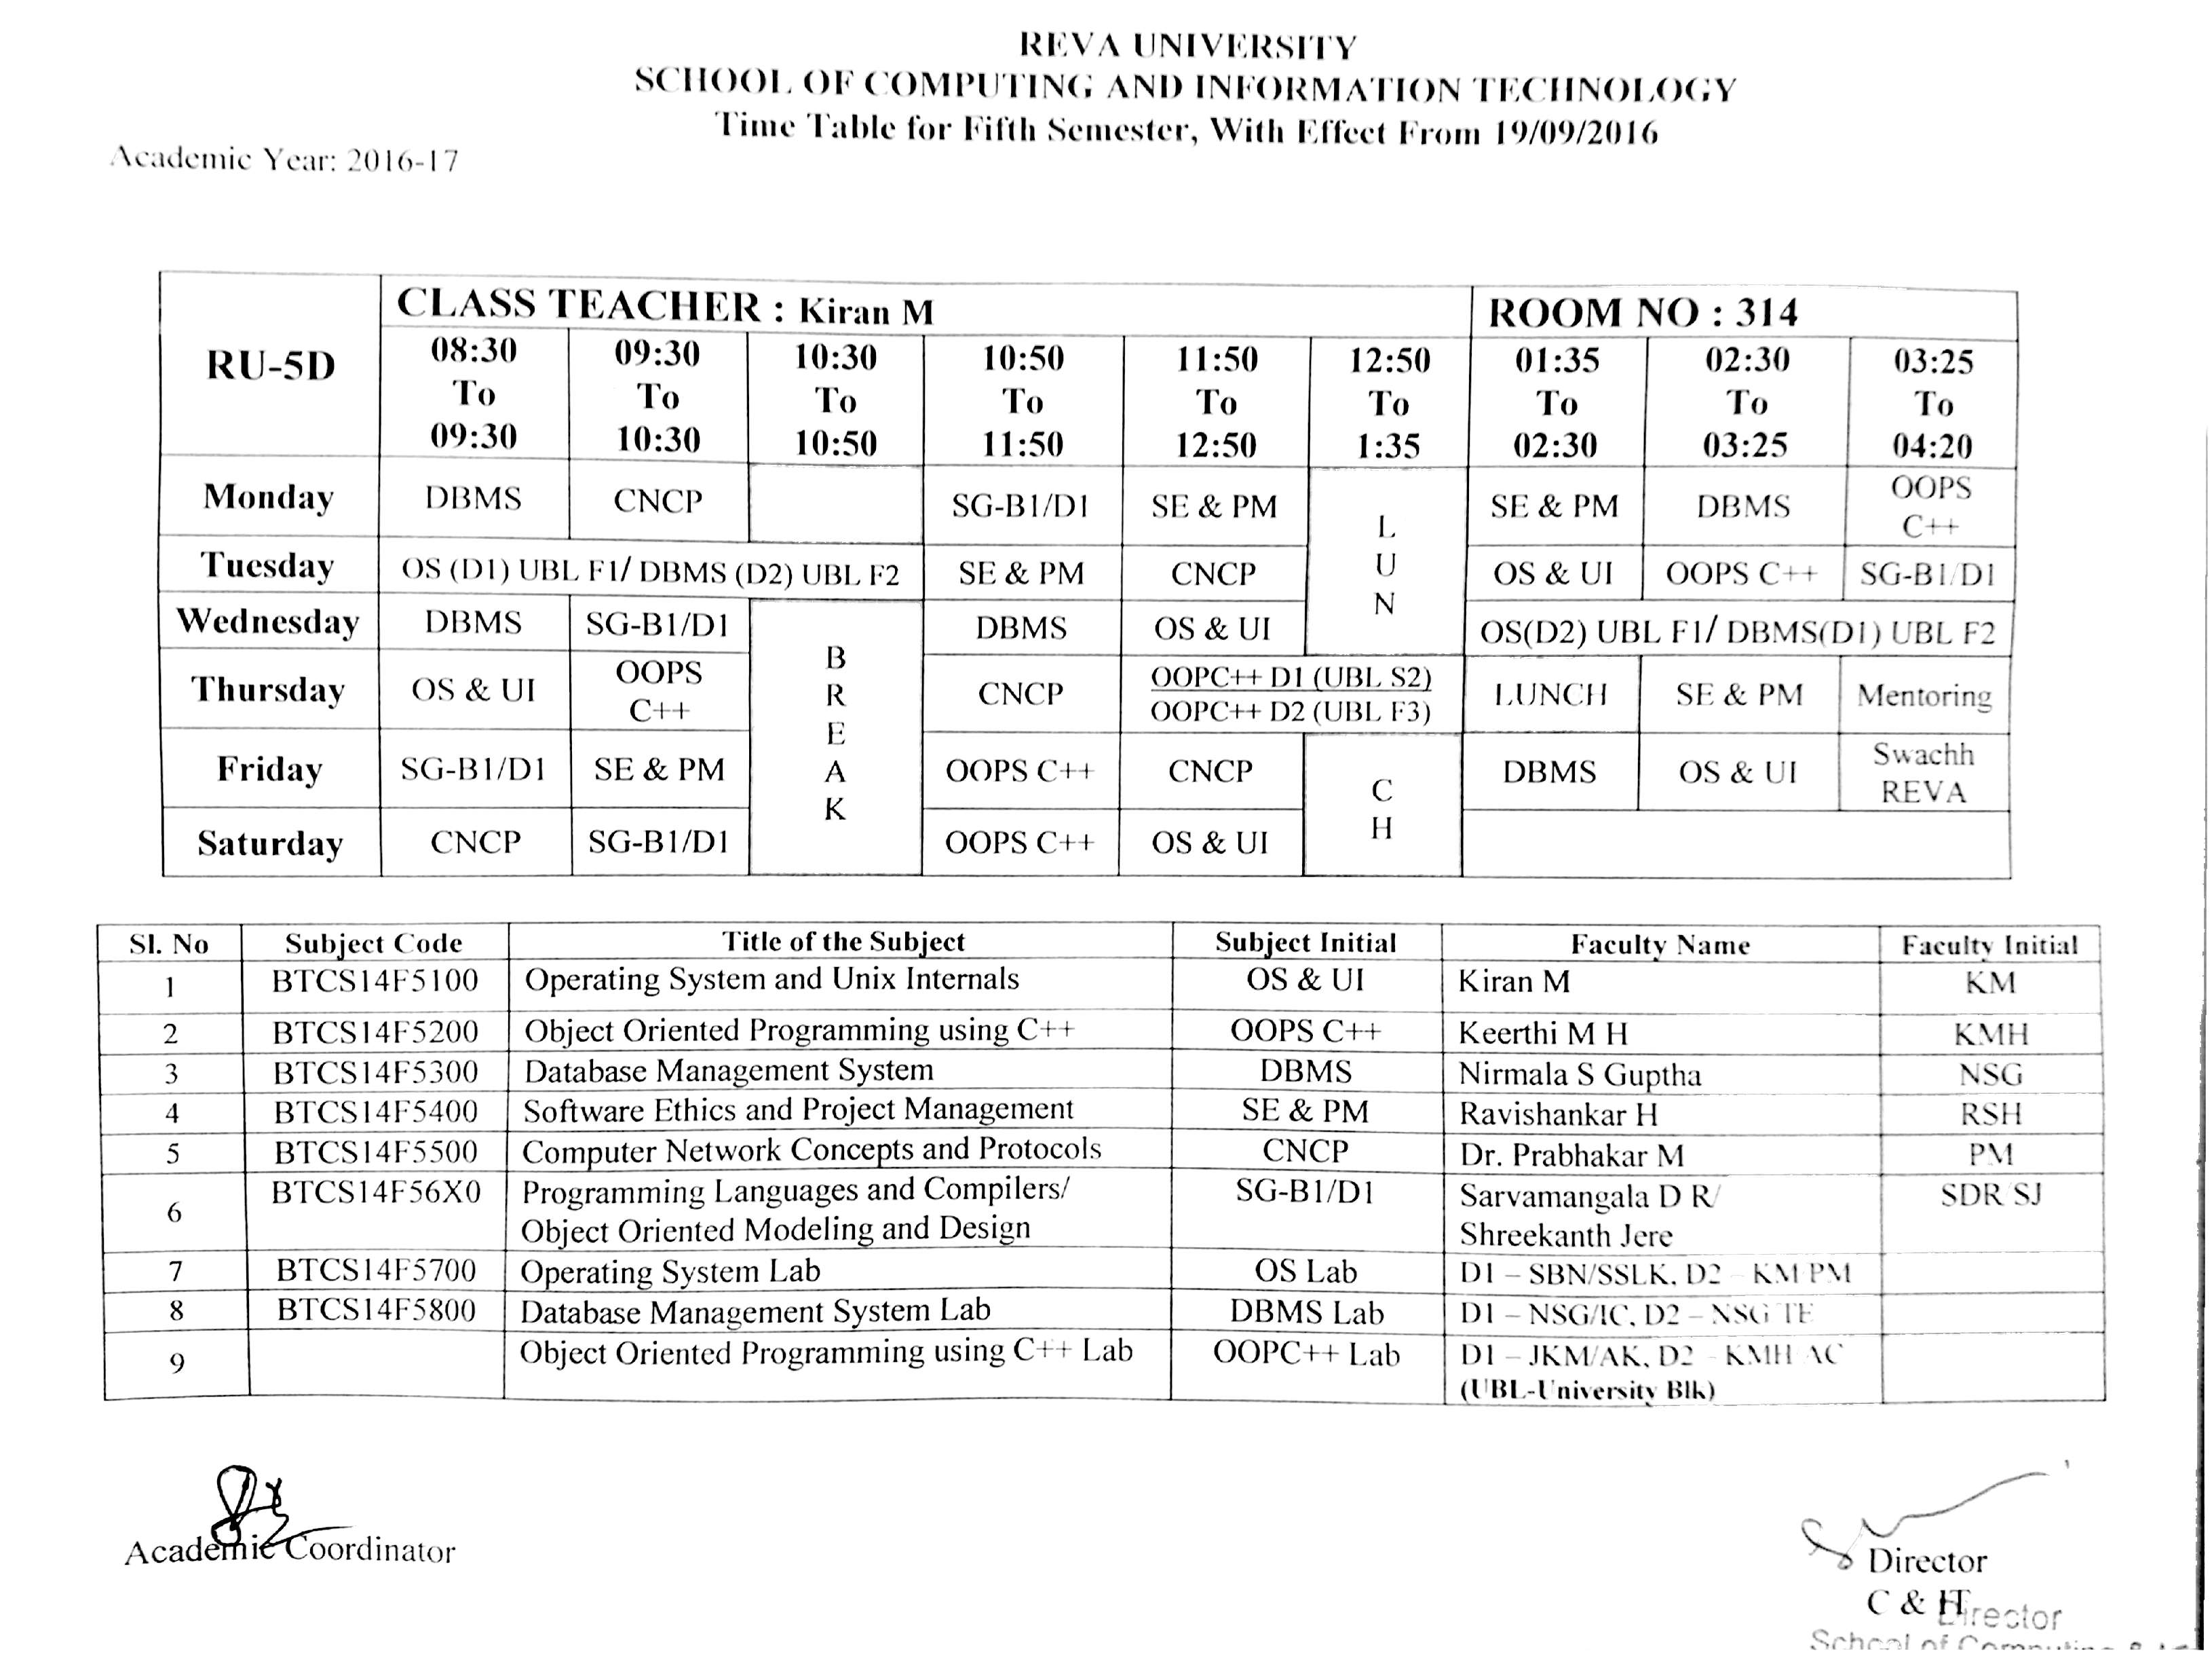 REVA UNIVERSITY
SCHOOL OF COMPUTING AND INFORMATION TECHNOLOGY
Time Table for Fifth Semester, With Effect From 19/09/2016
Academic Year: 2016-17
RU-5D CLASS TEACHER : Kiran M ROOM NO : 314
08:30 To 09:30 09:30 To 10:30 10:30 To 10:50 10:50 To 11:50 11:50 To 12:50 12:50 To 1:35 01:35 To 02:30 02:30 To 03:25 03:25 To 04:20
Monday DBMS CNCP SG-B1/D1 SE & PM SE & PM DBMS OOPS C++
Tuesday OS (D1) UBL F1/ DBMS (D2) UBL F2 SE & PM CNCP OS & UI OOPS C++ SG-B1/D1
Wednesday DBMS SG-B1/D1 DBMS OS & UI OS(D2) UBL F1/ DBMS(D1) UBL F2
Thursday OS & UI OOPS C++ CNCP OOPC++ D1 (UBL S2) OOPC++ D2 (UBL F3) LUNCH SE & PM Mentoring
Friday SG-B1/D1 SE & PM OOPS C++ CNCP DBMS OS & UI Swachh REVA
Saturday CNCP SG-B1/D1 OOPS C++ OS & UI
BREAK
LUN
CH
Sl. No Subject Code Title of the Subject Subject Initial Faculty Name Faculty Initial
1 BTCS14F5100 Operating System and Unix Internals OS & UI Kiran M KM
2 BTCS14F5200 Object Oriented Programming using C++ OOPS C++ Keerthi M H KMH
3 BTCS14F5300 Database Management System DBMS Nirmala S Guptha NSG
4 BTCS14F5400 Software Ethics and Project Management SE & PM Ravishankar H RSH
5 BTCS14F5500 Computer Network Concepts and Protocols CNCP Dr. Prabhakar M PM
6 BTCS14F56X0 Programming Languages and Compilers/ SG-B1/D1 Sarvamangala D R/ SDR SJ
Object Oriented Modeling and Design Shreekanth Jere
7 BTCS14F5700 Operating System Lab OS Lab D1 – SBN/SSLK, D2 – KM PM
8 BTCS14F5800 Database Management System Lab DBMS Lab D1 – NSG/IC, D2 – NSG TE
9 Object Oriented Programming using C++ Lab OOPC++ Lab D1 – JKM/AK, D2 – KMH AC
(UBL-University Blk)
Academic Coordinator
Director
C & IT
Director
School of Computing &